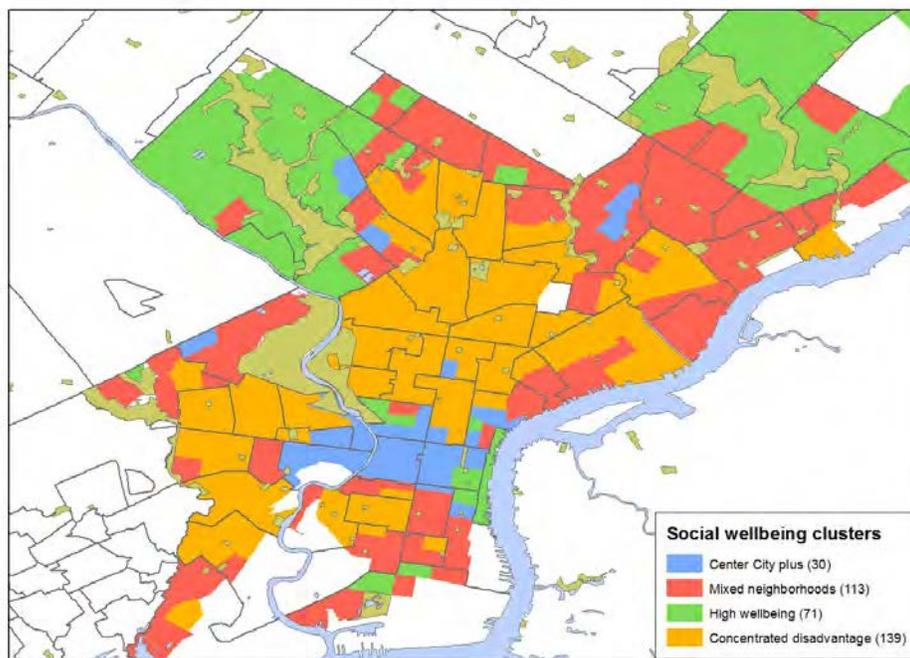 Social wellbeing clusters
Center City plus (30)
Mixed neighborhoods (113)
High wellbeing (71)
Concentrated disadvantage (139)